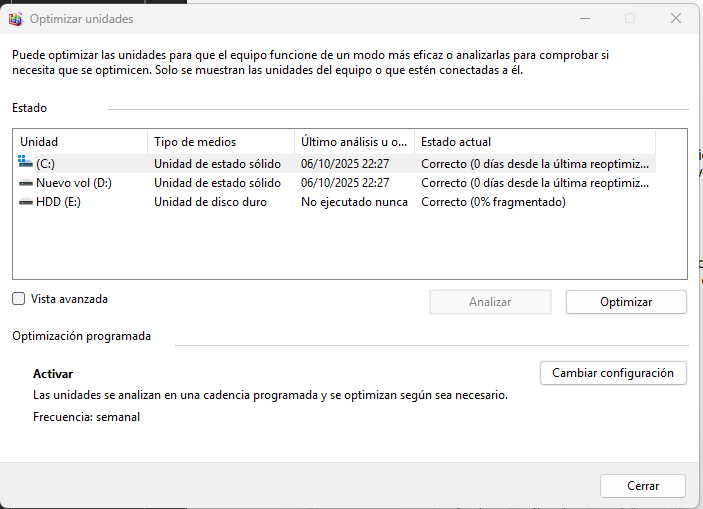 Optimizar unidades
Puede optimizar las unidades para que el equipo funcione de un modo más eficaz o analizarlas para comprobar si
necesita que se optimicen. Solo se muestran las unidades del equipo o que estén conectadas a él.
Estado
Unidad Tipo de medios Último análisis u o... Estado actual
(C:) Unidad de estado sólido 06/10/2025 22:27 Correcto (0 días desde la última reoptimiz...
Nuevo vol (D:) Unidad de estado sólido 06/10/2025 22:27 Correcto (0 días desde la última reoptimiz...
HDD (E:) Unidad de disco duro No ejecutado nunca Correcto (0% fragmentado)
Vista avanzada Analizar Optimizar
Optimización programada
Activar Cambiar configuración
Las unidades se analizan en una cadencia programada y se optimizan según sea necesario.
Frecuencia: semanal
Cerrar